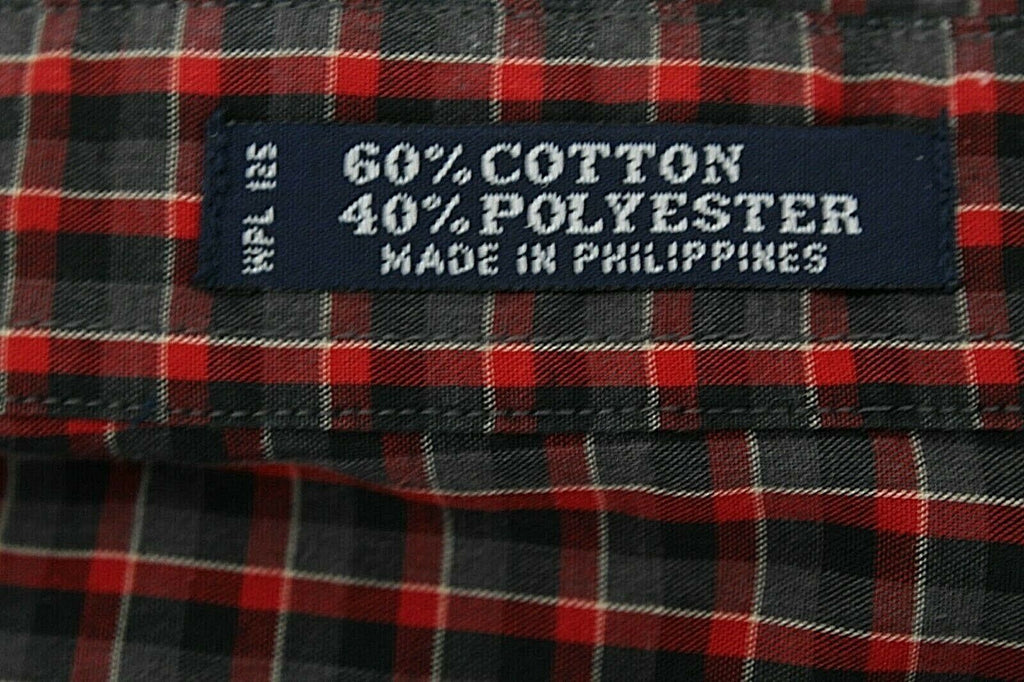 WPL 125
60% COTTON
40% POLYESTER
MADE IN PHILIPPINES